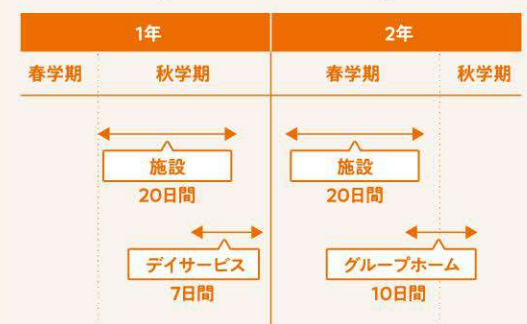 1年
2年
春学期
秋学期
春学期
秋学期
施設
20日間
施設
20日間
デイサービス
7日間
グループホーム
10日間